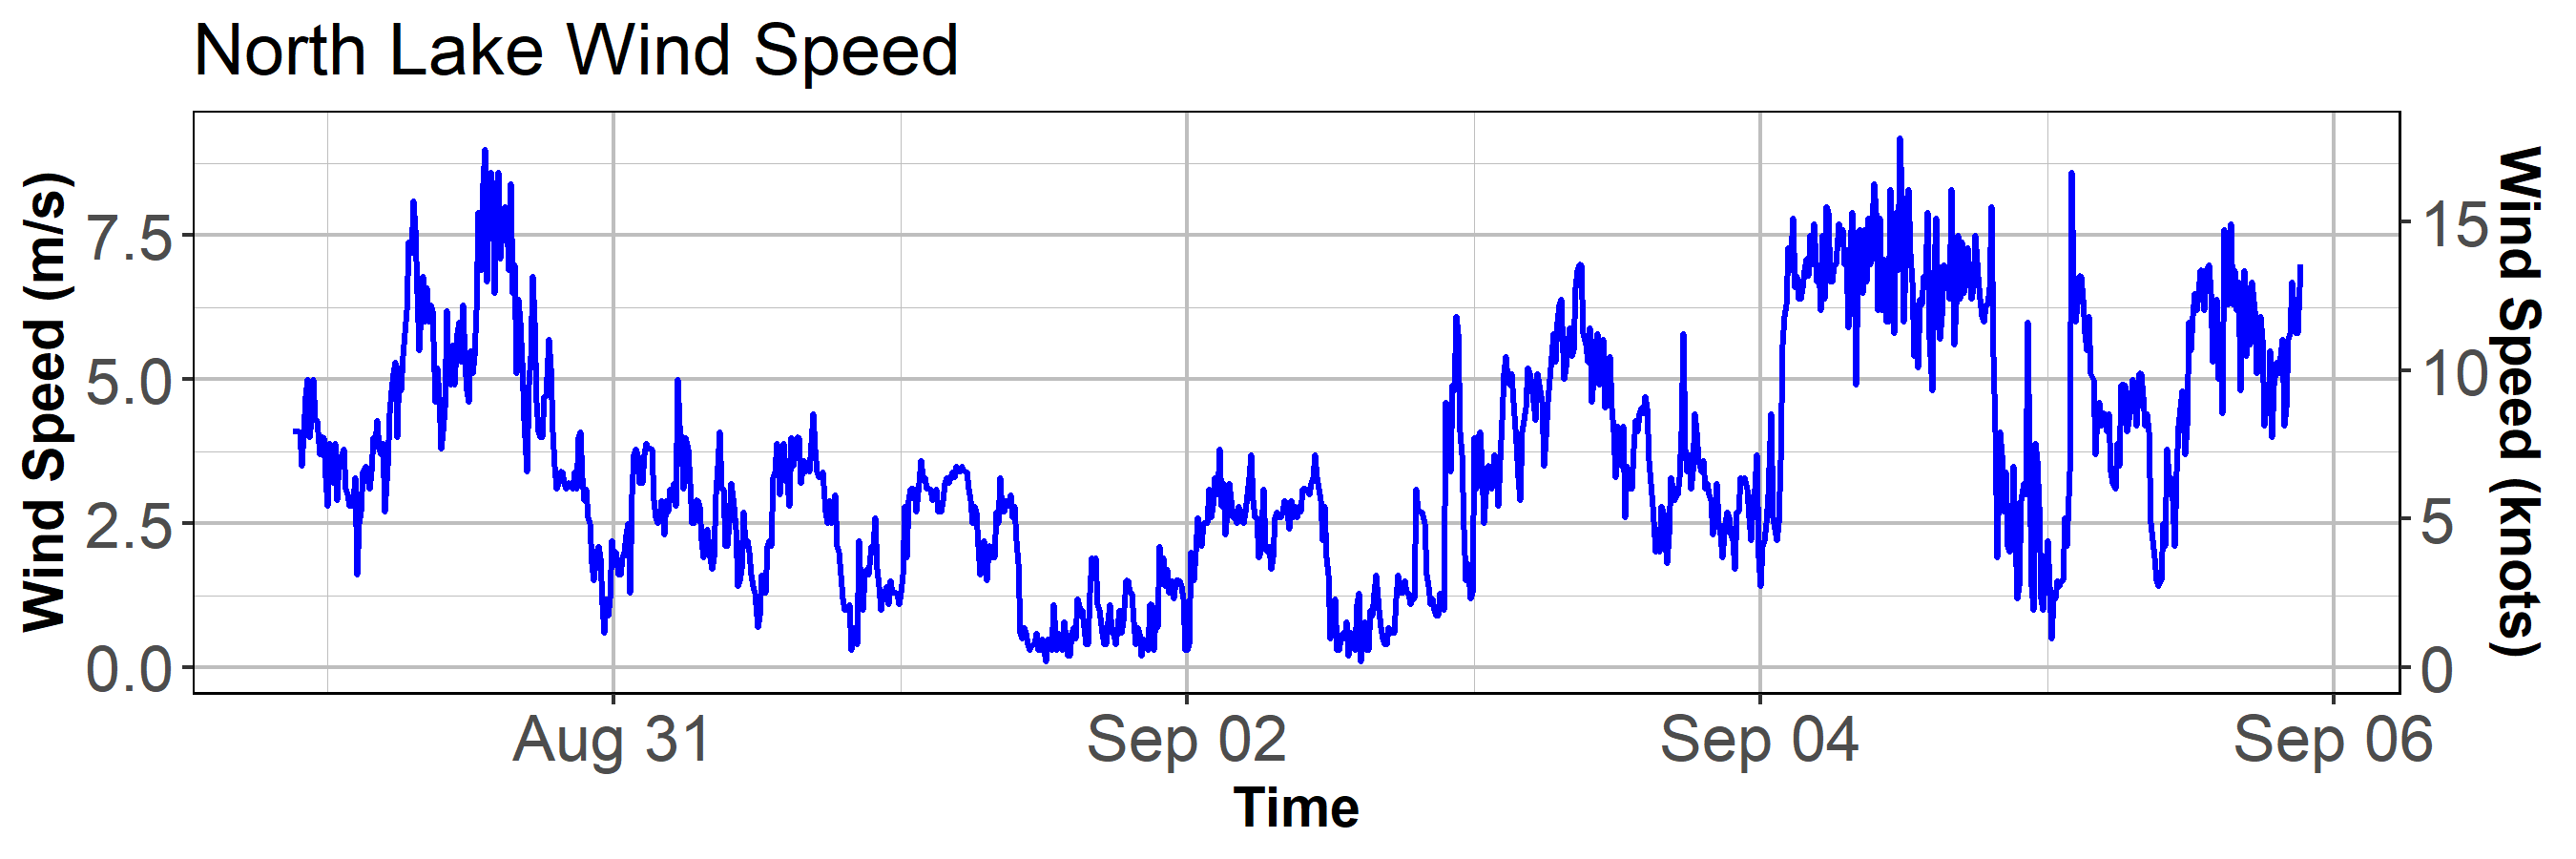 North Lake Wind Speed
Wind Speed (m/s)
7.5
5.0
2.5
0.0
15
10
5
0
Wind Speed (knots)
Aug 31
Sep 02
Sep 04
Sep 06
Time